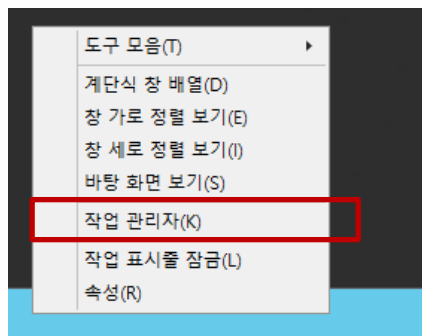 도구 모음(T)
계단식 창 배열(D)
창 가로 정렬 보기(E)
창 세로 정렬 보기(I)
바탕 화면 보기(S)
작업 관리자(K)
작업 표시줄 잠금(L)
속성(R)